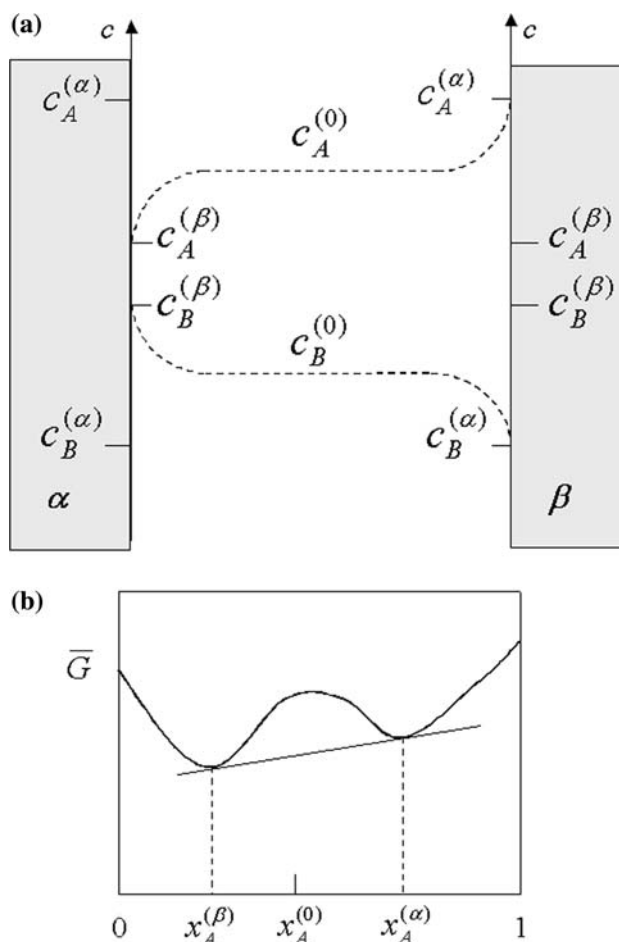 (a)
c c
c_A^(α) c_A^(α)
c_A^(0)
c_A^(β) c_A^(β)
c_B^(β) c_B^(β)
c_B^(0)
c_B^(α) c_B^(α)
α β
(b)
G̅
0 x_A^(β) x_A^(0) x_A^(α) 1